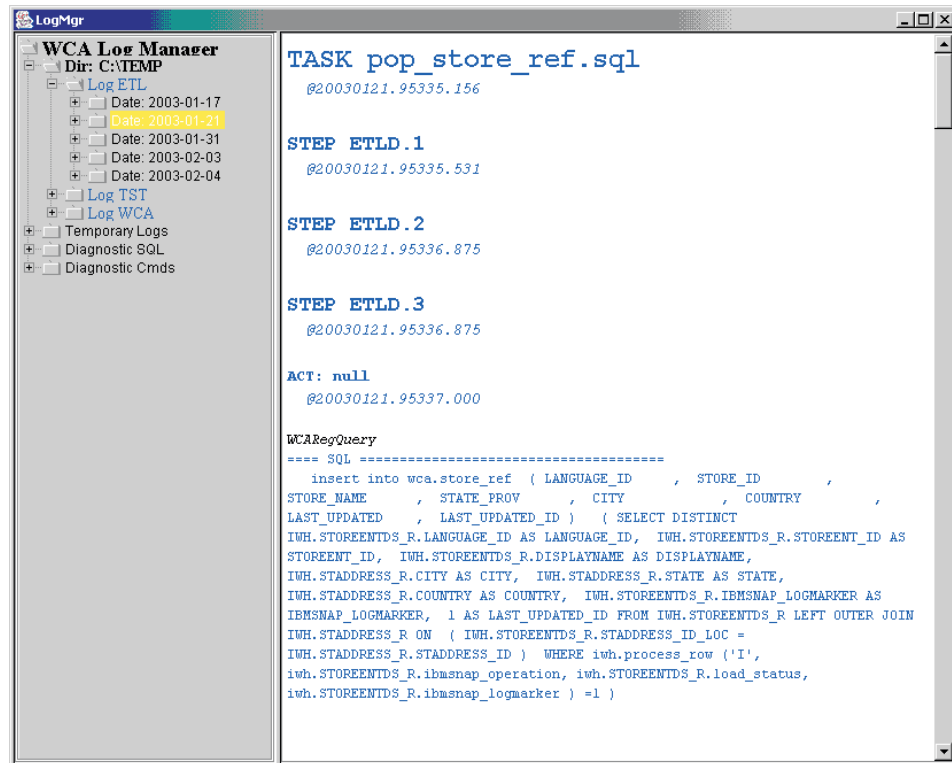 LogMgr
WCA Log Manager
Dir: C:\TEMP
Log ETL
Date: 2003-01-17
Date: 2003-01-21
Date: 2003-01-31
Date: 2003-02-03
Date: 2003-02-04
Log TST
Log WCA
Temporary Logs
Diagnostic SQL
Diagnostic Cmds
TASK pop_store_ref.sql
@20030121.95335.156
STEP ETLD.1
@20030121.95335.531
STEP ETLD.2
@20030121.95336.875
STEP ETLD.3
@20030121.95336.875
ACT: null
@20030121.95337.000
WCARegQuery
==== SQL ======================================
insert into wca.store_ref ( LANGUAGE_ID , STORE_ID ,
STORE_NAME , STATE_PROV , CITY , COUNTRY ,
LAST_UPDATED , LAST_UPDATED_ID ) ( SELECT DISTINCT
IWH.STOREENTDS_R.LANGUAGE_ID AS LANGUAGE_ID, IWH.STOREENTDS_R.STOREENT_ID AS
STOREENT_ID, IWH.STOREENTDS_R.DISPLAYNAME AS DISPLAYNAME,
IWH.STADDRESS_R.CITY AS CITY, IWH.STADDRESS_R.STATE AS STATE,
IWH.STADDRESS_R.COUNTRY AS COUNTRY, IWH.STOREENTDS_R.IBMSNAP_LOGMARKER AS
IBMSNAP_LOGMARKER, 1 AS LAST_UPDATED_ID FROM IWH.STOREENTDS_R LEFT OUTER JOIN
IWH.STADDRESS_R ON ( IWH.STOREENTDS_R.STADDRESS_ID_LOC =
IWH.STADDRESS_R.STADDRESS_ID ) WHERE iwh.process_row ('I',
iwh.STOREENTDS_R.ibmsnap_operation, iwh.STOREENTDS_R.load_status,
iwh.STOREENTDS_R.ibmsnap_logmarker ) =1 )